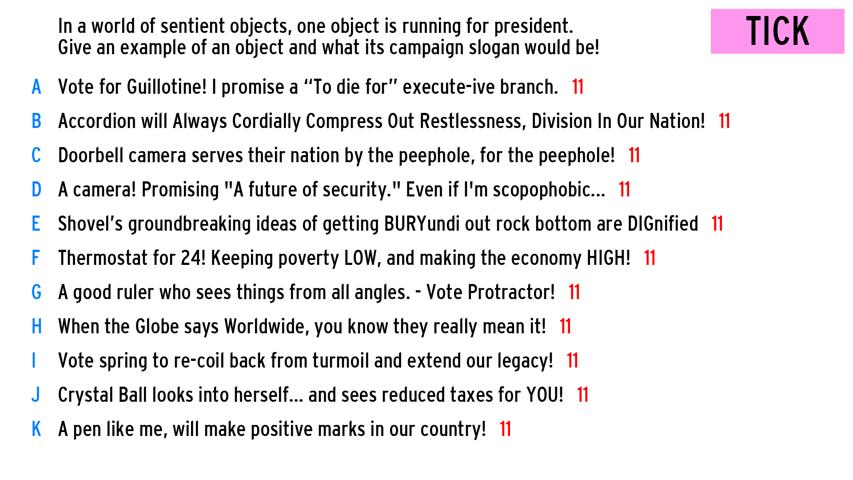 In a world of sentient objects, one object is running for president.
Give an example of an object and what its campaign slogan would be!
TICK
A Vote for Guillotine! I promise a “To die for” execute-ive branch. 11
B Accordion will Always Cordially Compress Out Restlessness, Division In Our Nation! 11
C Doorbell camera serves their nation by the peephole, for the peephole! 11
D A camera! Promising "A future of security." Even if I'm scopophobic... 11
E Shovel’s groundbreaking ideas of getting BURYundi out rock bottom are DIGnified 11
F Thermostat for 24! Keeping poverty LOW, and making the economy HIGH! 11
G A good ruler who sees things from all angles. - Vote Protractor! 11
H When the Globe says Worldwide, you know they really mean it! 11
I Vote spring to re-coil back from turmoil and extend our legacy! 11
J Crystal Ball looks into herself... and sees reduced taxes for YOU! 11
K A pen like me, will make positive marks in our country! 11